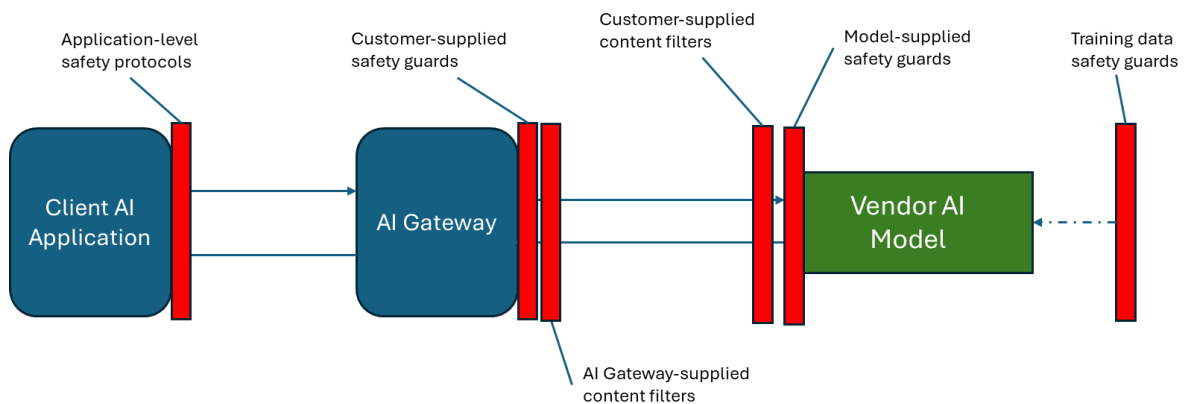 Application-level
safety protocols
Customer-supplied
safety guards
Customer-supplied
content filters
Model-supplied
safety guards
Training data
safety guards
Client AI
Application
AI Gateway
Vendor AI
Model
AI Gateway-supplied
content filters